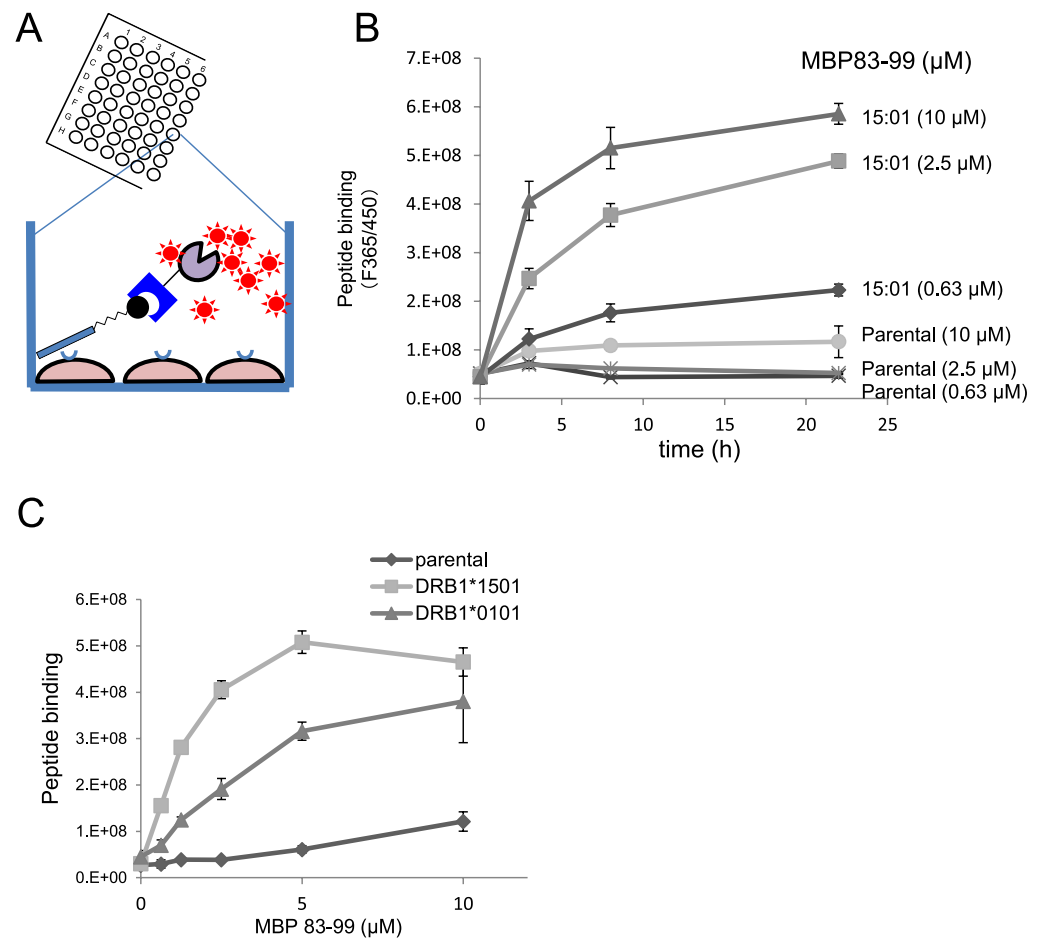 A
1 2 3 4 5 6
A
B
C
D
E
F
G
H
B
MBP83-99 (µM)
7.E+08
6.E+08
5.E+08
4.E+08
3.E+08
2.E+08
1.E+08
0.E+00
Peptide binding
(F365/450)
15:01 (10 µM)
15:01 (2.5 µM)
15:01 (0.63 µM)
Parental (10 µM)
Parental (2.5 µM)
Parental (0.63 µM)
0 5 10 15 20 25
time (h)
C
parental
DRB1*1501
DRB1*0101
6.E+08
5.E+08
4.E+08
3.E+08
2.E+08
1.E+08
0.E+00
Peptide binding
0 5 10
MBP 83-99 (µM)